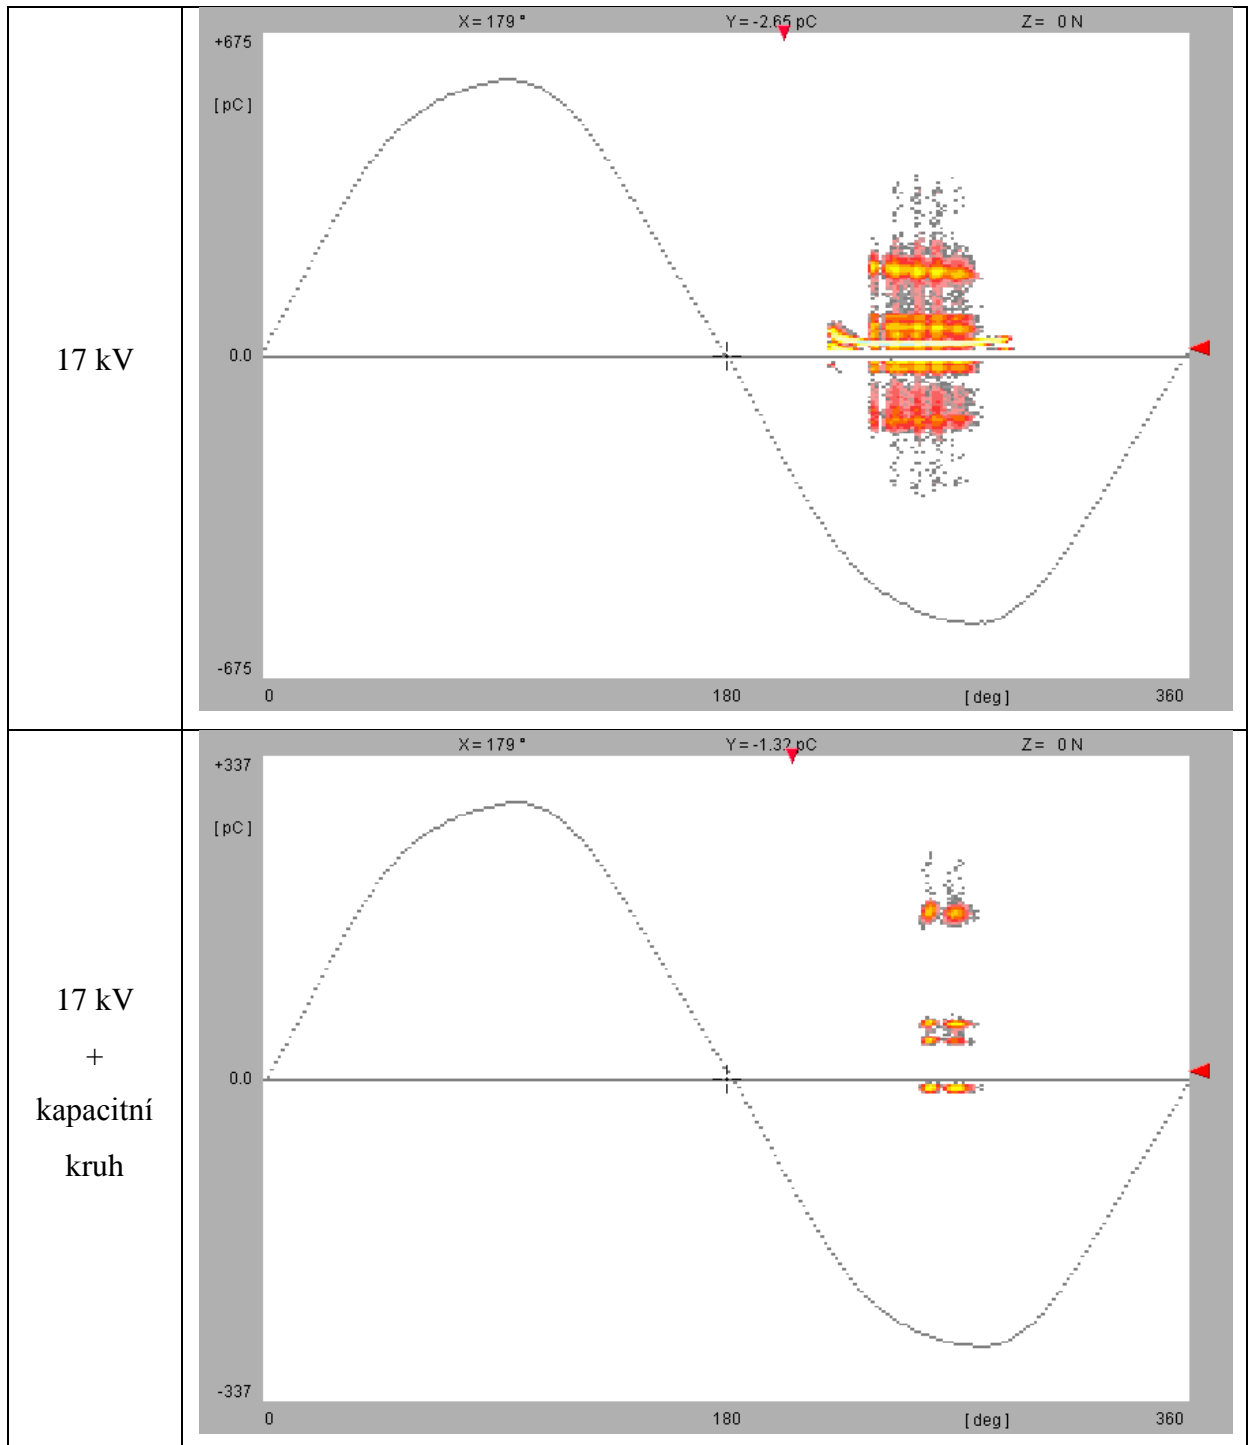 X= 179 ° Y= -2.65 pC Z= 0 N
+675
[pC]
17 kV
0.0
-675
0 180 [deg] 360
X= 179 ° Y= -1.32 pC Z= 0 N
+337
[pC]
17 kV
+
0.0
kapacitní
kruh
-337
0 180 [deg] 360